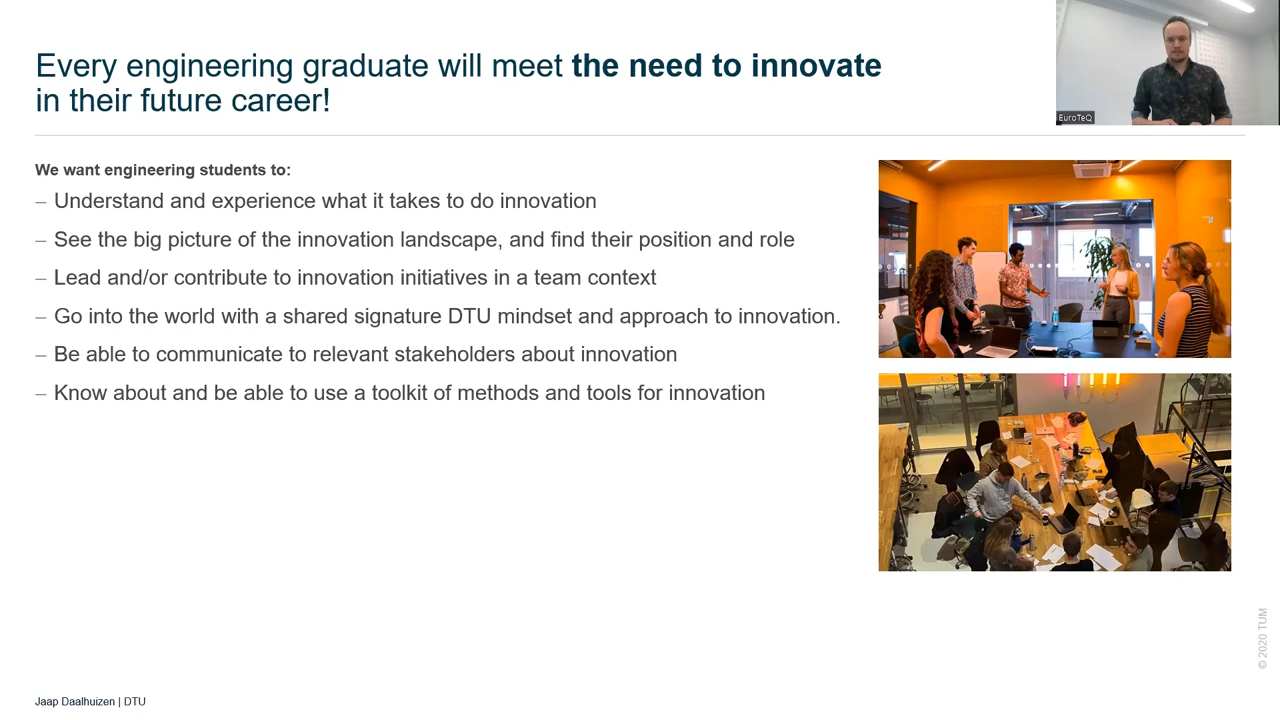 Every engineering graduate will meet the need to innovate
in their future career!
EuroTeQ
We want engineering students to:
– Understand and experience what it takes to do innovation
– See the big picture of the innovation landscape, and find their position and role
– Lead and/or contribute to innovation initiatives in a team context
– Go into the world with a shared signature DTU mindset and approach to innovation.
– Be able to communicate to relevant stakeholders about innovation
– Know about and be able to use a toolkit of methods and tools for innovation
© 2020 TUM
Jaap Daalhuizen | DTU